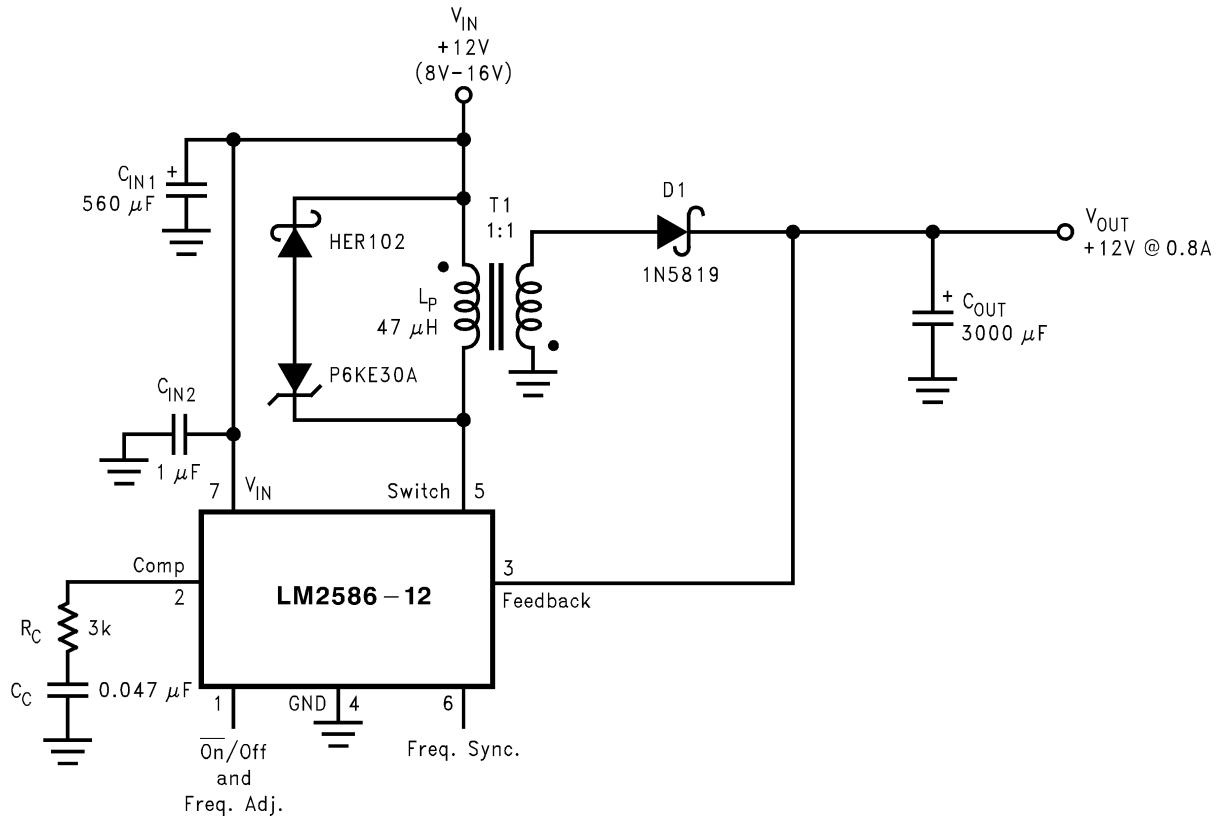 V_IN
+12V
(8V-16V)
C_IN1 +
560 μF
HER102
T1
1:1
D1
1N5819
V_OUT
+12V @ 0.8A
L_P
47 μH
+ C_OUT
3000 μF
P6KE30A
C_IN2
1 μF
7 V_IN
Switch 5
Comp
2
LM2586-12
3
Feedback
R_C 3k
C_C 0.047 μF
1
GND 4
6
O̅n̅/Off
and
Freq. Adj.
Freq. Sync.